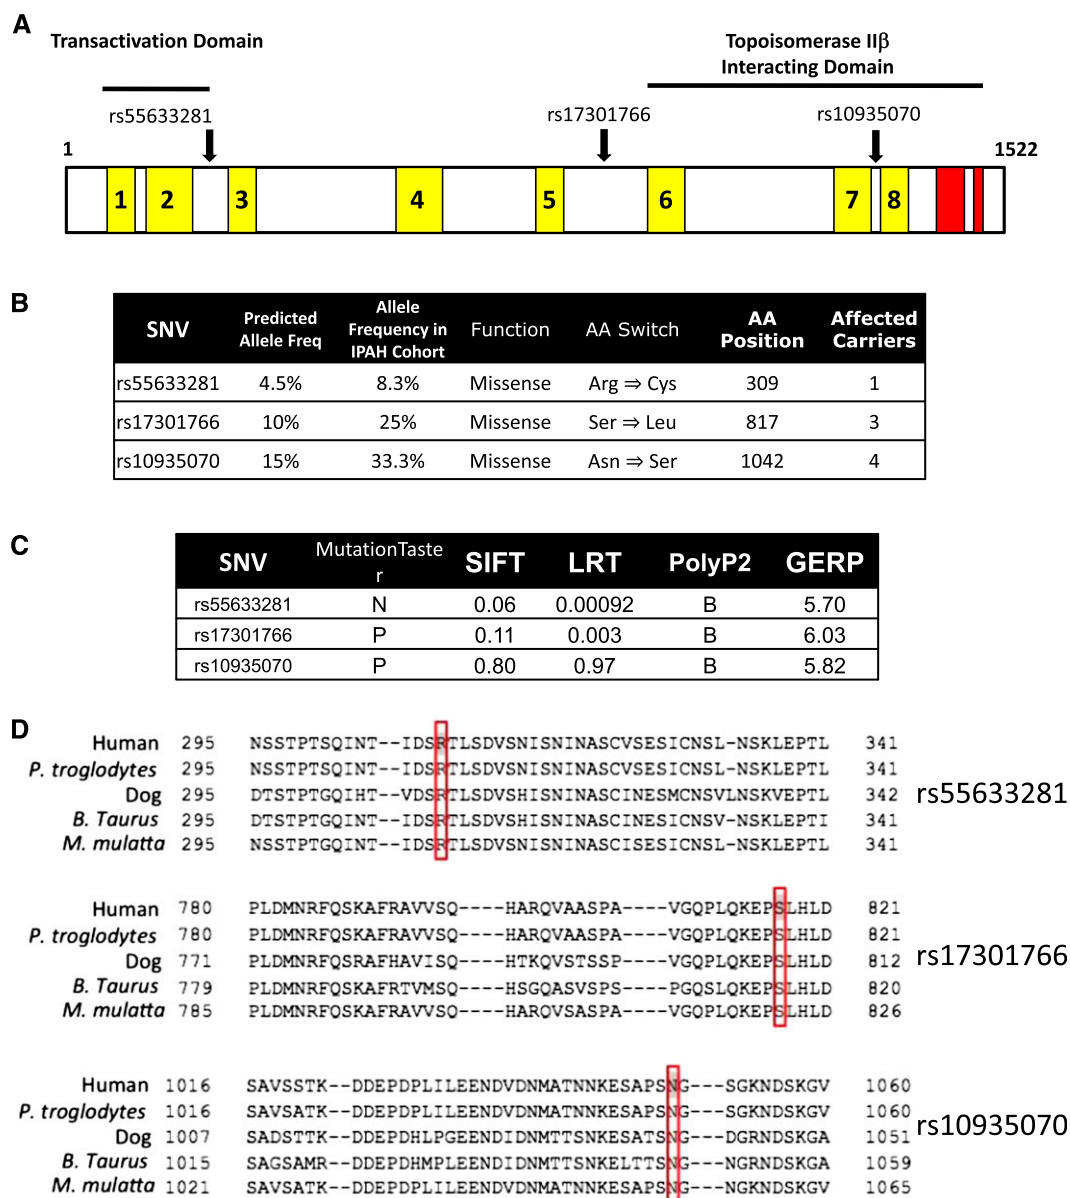 A
Transactivation Domain
Topoisomerase IIβ
Interacting Domain
rs55633281
rs17301766
rs10935070
1
1522
1 2 3 4 5 6 7 8
B
SNV Predicted Allele Freq Allele Frequency in IPAH Cohort Function AA Switch AA Position Affected Carriers
rs55633281 4.5% 8.3% Missense Arg ⇒ Cys 309 1
rs17301766 10% 25% Missense Ser ⇒ Leu 817 3
rs10935070 15% 33.3% Missense Asn ⇒ Ser 1042 4
C
SNV MutationTaste r SIFT LRT PolyP2 GERP
rs55633281 N 0.06 0.00092 B 5.70
rs17301766 P 0.11 0.003 B 6.03
rs10935070 P 0.80 0.97 B 5.82
D
Human 295 NSSTPTSQINT--IDSRTLSDVSNISNINASCVSESICNSL-NSKLEPTL 341
P. troglodytes 295 NSSTPTGQINT--IDSRTLSDVSNISNINASCVSESICNSL-NSKLEPTL 341
Dog 295 DTSTPTGQIHT--VDSRTLSDVSHISNINASCINESMCNSVLNSKVEPTL 342
B. Taurus 295 DTSTPTGQINT--IDSRTLSDVSHISNINASCINESICNSV-NSKLEPTI 341
M. mulatta 295 NSSTPTGQINT--IDSRTLSDVSNISNINASCISESICNSL-NSKLEPTL 341
rs55633281
Human 780 PLDMNRFQSKAFRAVVSQ----HARQVAASPA----VGQPLQKEPSLHLD 821
P. troglodytes 780 PLDMNRFQSKAFRAVVSQ----HARQVAASPA----VGQPLQKEPSLHLD 821
Dog 771 PLDMNRFQSRAFHAVISQ----HTKQVSTSSP----VGQPLQKEPSLHLD 812
B. Taurus 779 PLDMNRFQSKAFRTVMSQ----HSGQASVSPS----PGQSLQKEPSLHLD 820
M. mulatta 785 PLDMNRFQSKAFRAVVSQ----HARQVSASPA----VGQPLQKEPSLHLD 826
rs17301766
Human 1016 SAVSSTK--DDEPDPLILEENDVDNMATNNKESAPSNG---SGKNDSKGV 1060
P. troglodytes 1016 SAVSATK--DDEPDPLILEENDVDNMATNNKESAPSNG---SGKNDSKGV 1060
Dog 1007 SADSTTK--DDEPDHLPGEENDIDNMTTSNKESATSNG---DGRNDSKGA 1051
B. Taurus 1015 SAGSAMR--DDEPDHMPLEENDIDNMTTSNKELTTSNG---NGRNDSKGA 1059
M. mulatta 1021 SAVSATK--DDEPDPLILEENDVDNMATNNKESAPSNG---SGKNDSKGV 1065
rs10935070